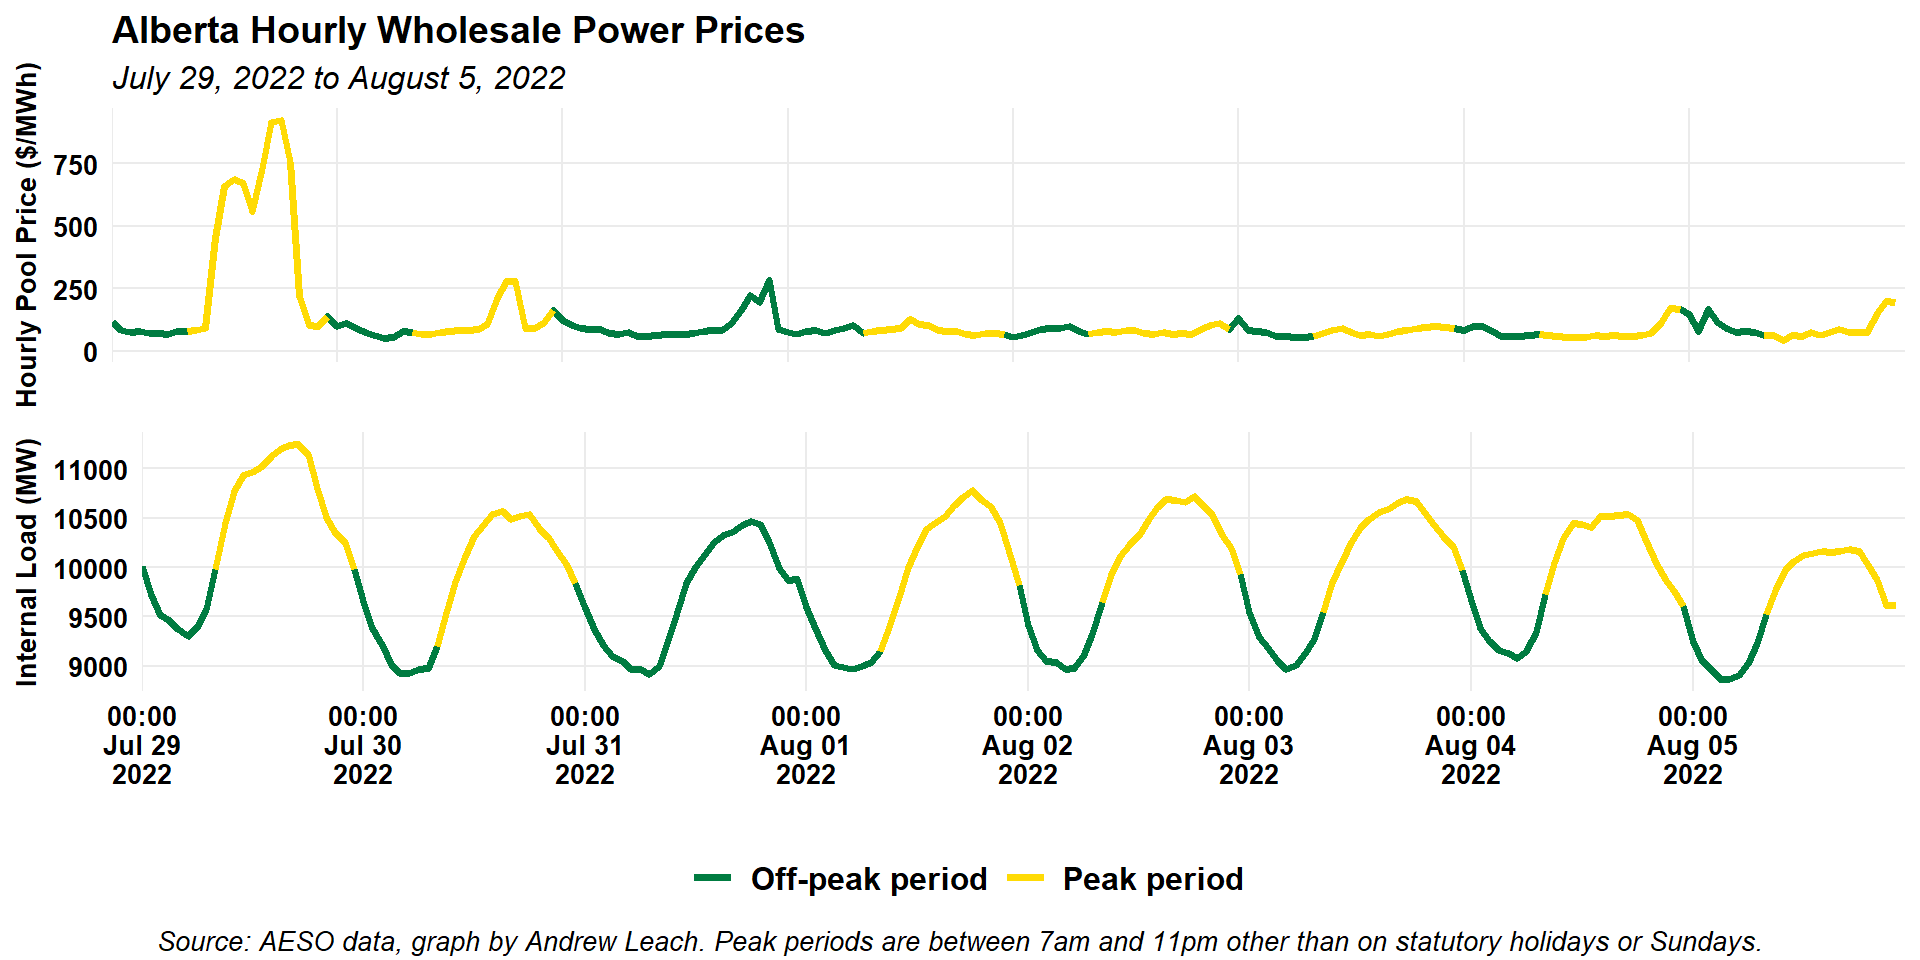 Alberta Hourly Wholesale Power Prices
July 29, 2022 to August 5, 2022
Hourly Pool Price ($/MWh)
750
500
250
0
Internal Load (MW)
11000
10500
10000
9500
9000
00:00 00:00 00:00 00:00 00:00 00:00 00:00 00:00
Jul 29 Jul 30 Jul 31 Aug 01 Aug 02 Aug 03 Aug 04 Aug 05
2022 2022 2022 2022 2022 2022 2022 2022
Off-peak period Peak period
Source: AESO data, graph by Andrew Leach. Peak periods are between 7am and 11pm other than on statutory holidays or Sundays.